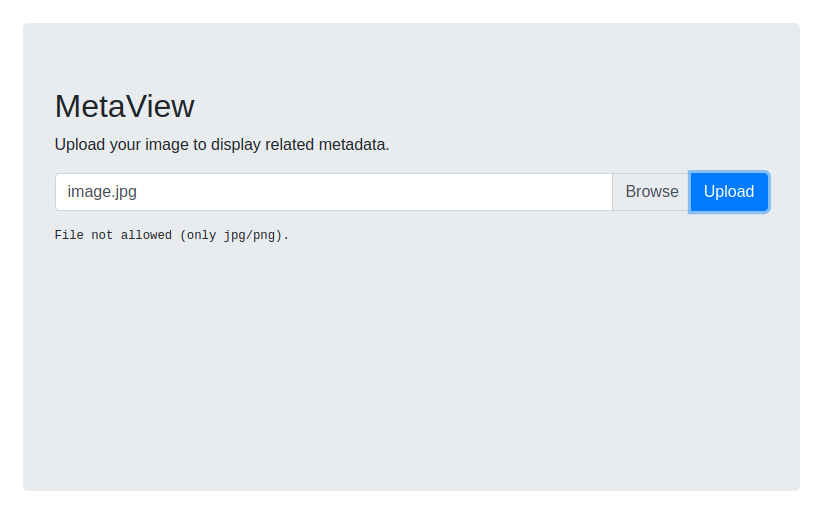 MetaView
Upload your image to display related metadata.
image.jpg Browse Upload
File not allowed (only jpg/png).